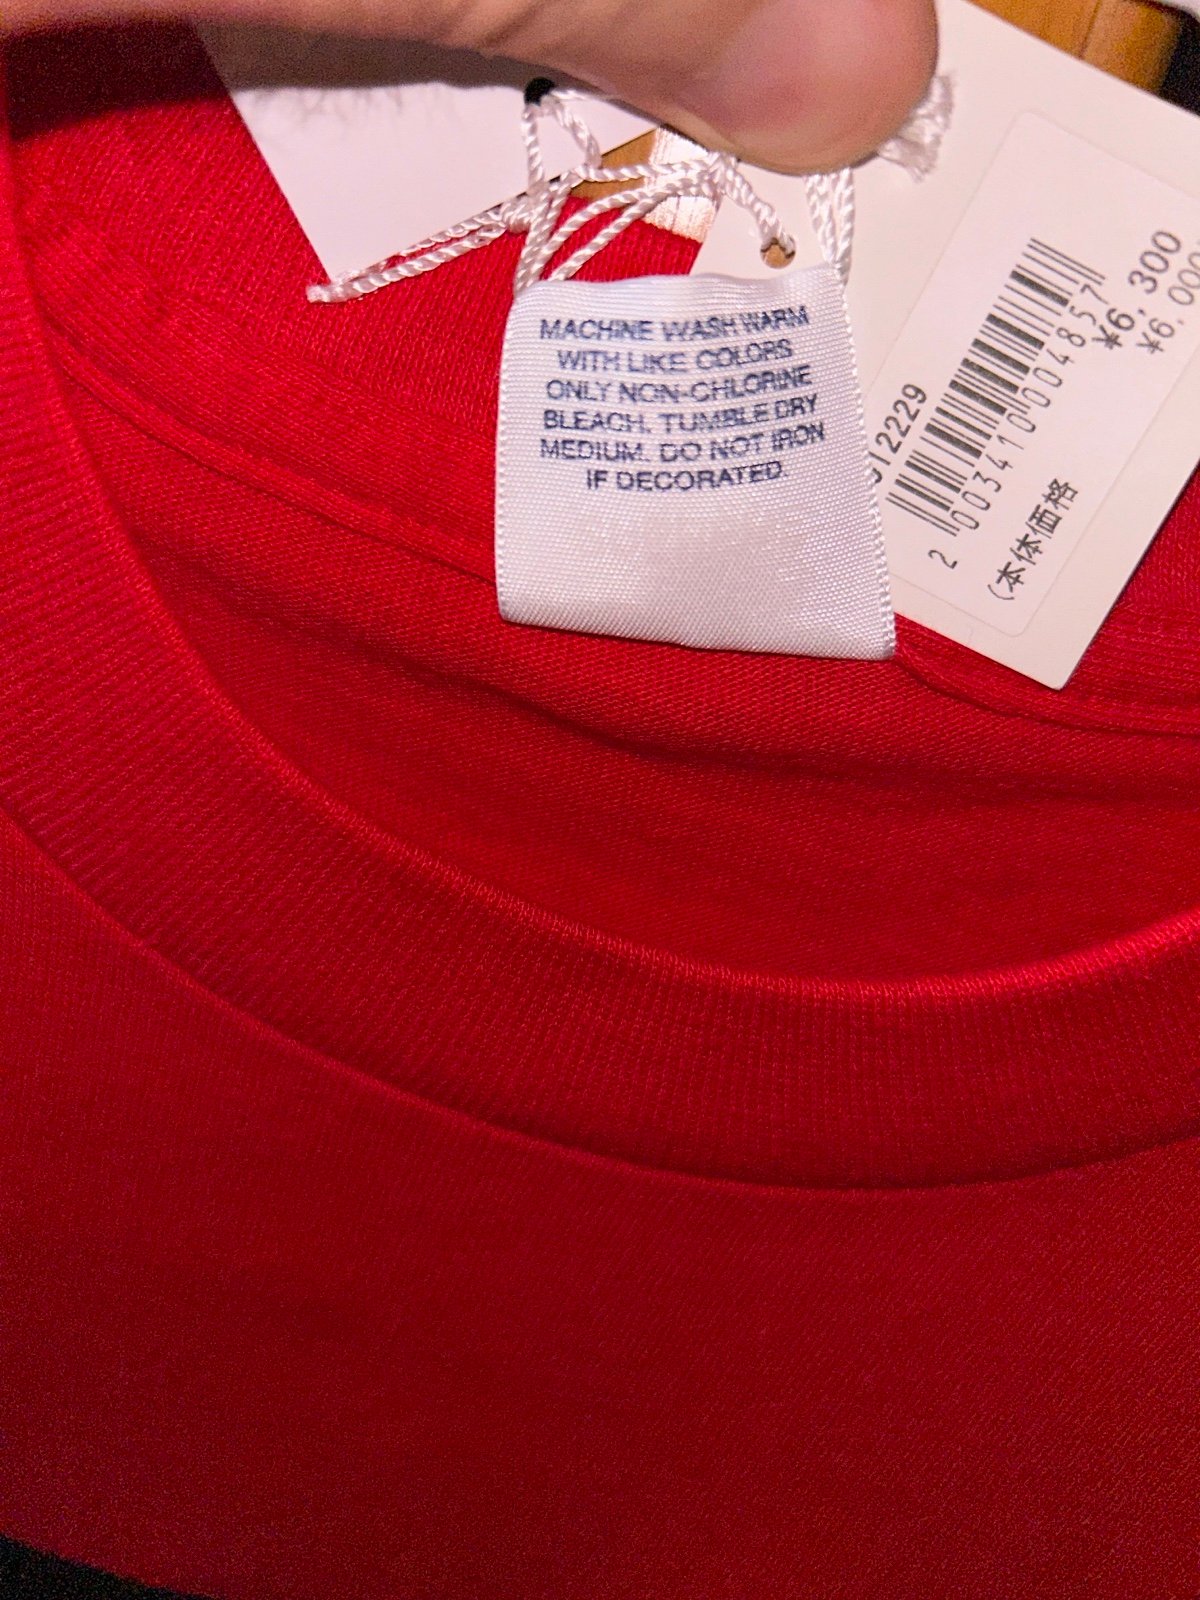 MACHINE WASH WARM
WITH LIKE COLORS
ONLY NON-CHLORINE
BLEACH. TUMBLE DRY
MEDIUM. DO NOT IRON
IF DECORATED.
12229
2 003410 004857
¥6,300
(本体価格 ¥6,000